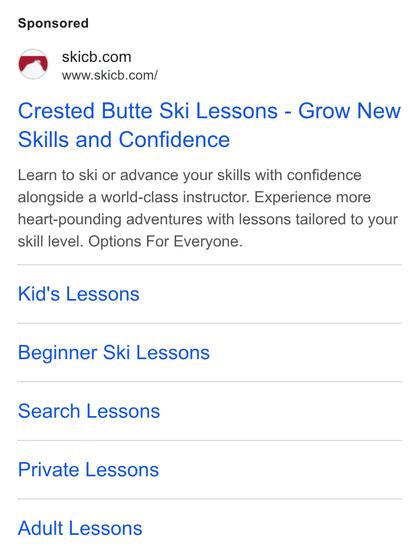 Sponsored
skicb.com
www.skicb.com/
Crested Butte Ski Lessons - Grow New
Skills and Confidence
Learn to ski or advance your skills with confidence
alongside a world-class instructor. Experience more
heart-pounding adventures with lessons tailored to your
skill level. Options For Everyone.
Kid's Lessons
Beginner Ski Lessons
Search Lessons
Private Lessons
Adult Lessons